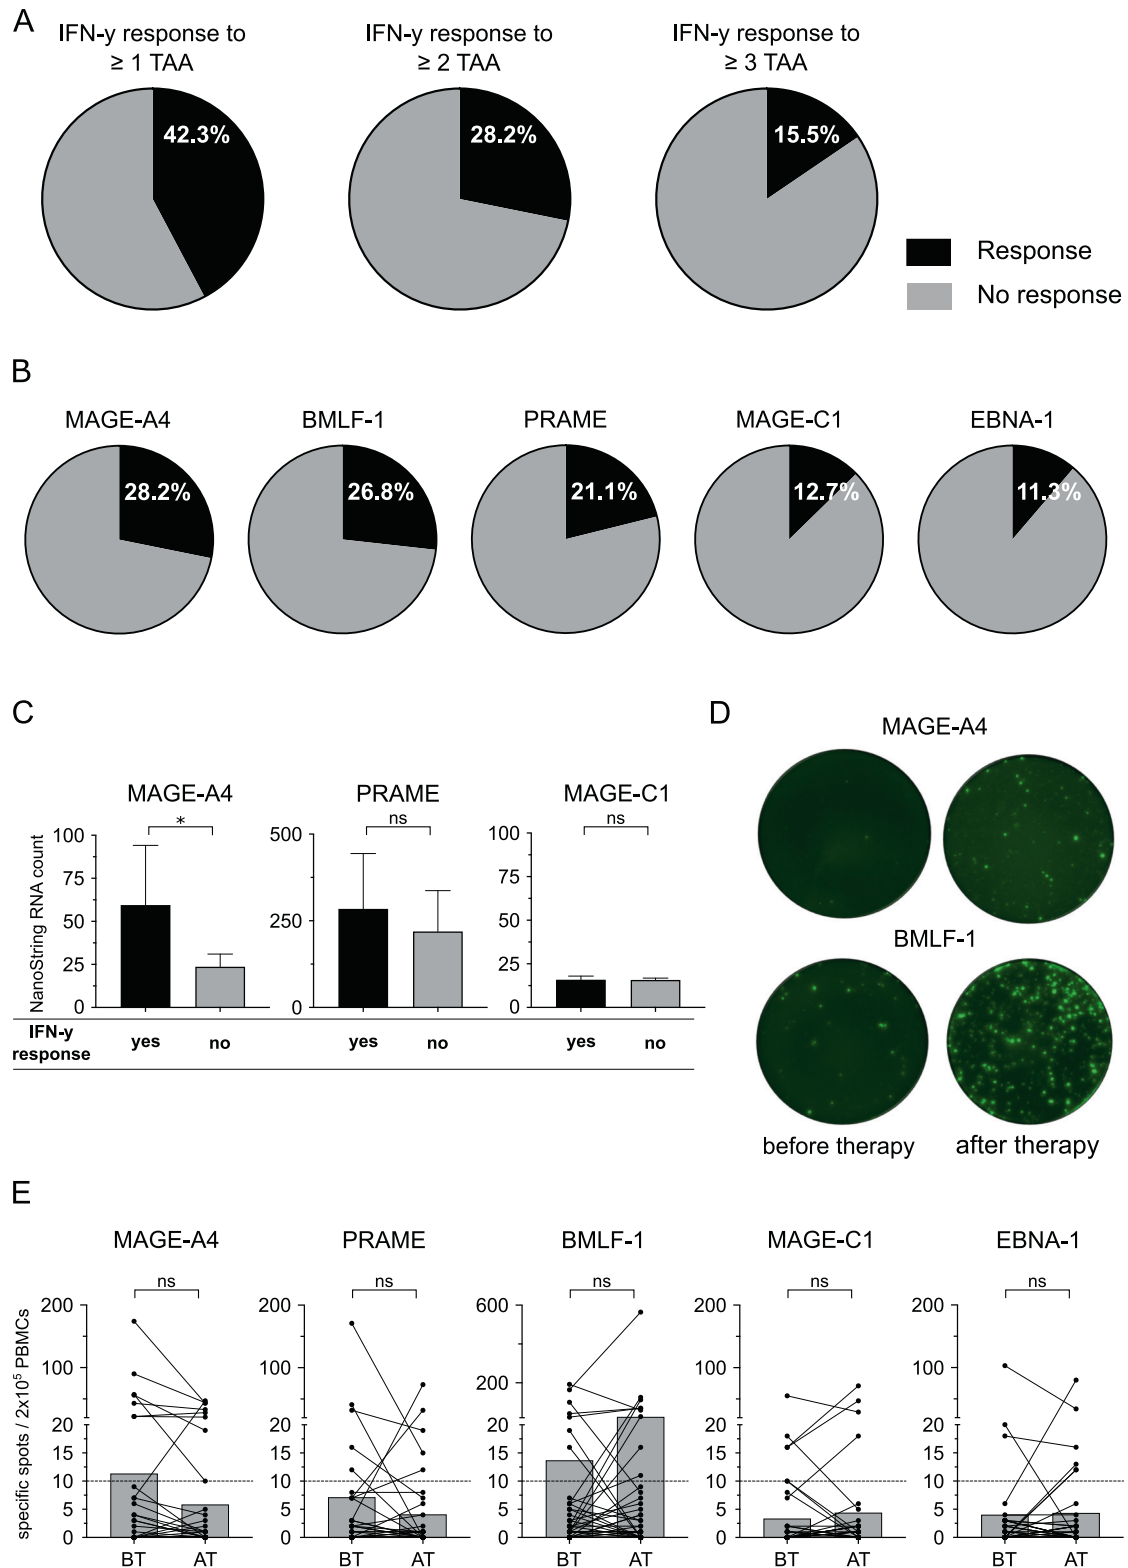 A
IFN-y response to
≥ 1 TAA
IFN-y response to
≥ 2 TAA
IFN-y response to
≥ 3 TAA
42.3%
28.2%
15.5%
Response
No response
B
MAGE-A4
BMLF-1
PRAME
MAGE-C1
EBNA-1
28.2%
26.8%
21.1%
12.7%
11.3%
C
MAGE-A4
PRAME
MAGE-C1
NanoString RNA count
100
75
50
25
0
*
500
250
0
ns
100
75
50
25
0
ns
IFN-y
response
yes
no
yes
no
yes
no
D
MAGE-A4
BMLF-1
before therapy
after therapy
E
MAGE-A4
PRAME
BMLF-1
MAGE-C1
EBNA-1
specific spots / 2x10⁵ PBMCs
ns
200
100
20
15
10
5
0
BT
AT
ns
200
100
20
15
10
5
0
BT
AT
ns
600
200
20
15
10
5
0
BT
AT
ns
200
100
20
15
10
5
0
BT
AT
ns
200
100
20
15
10
5
0
BT
AT